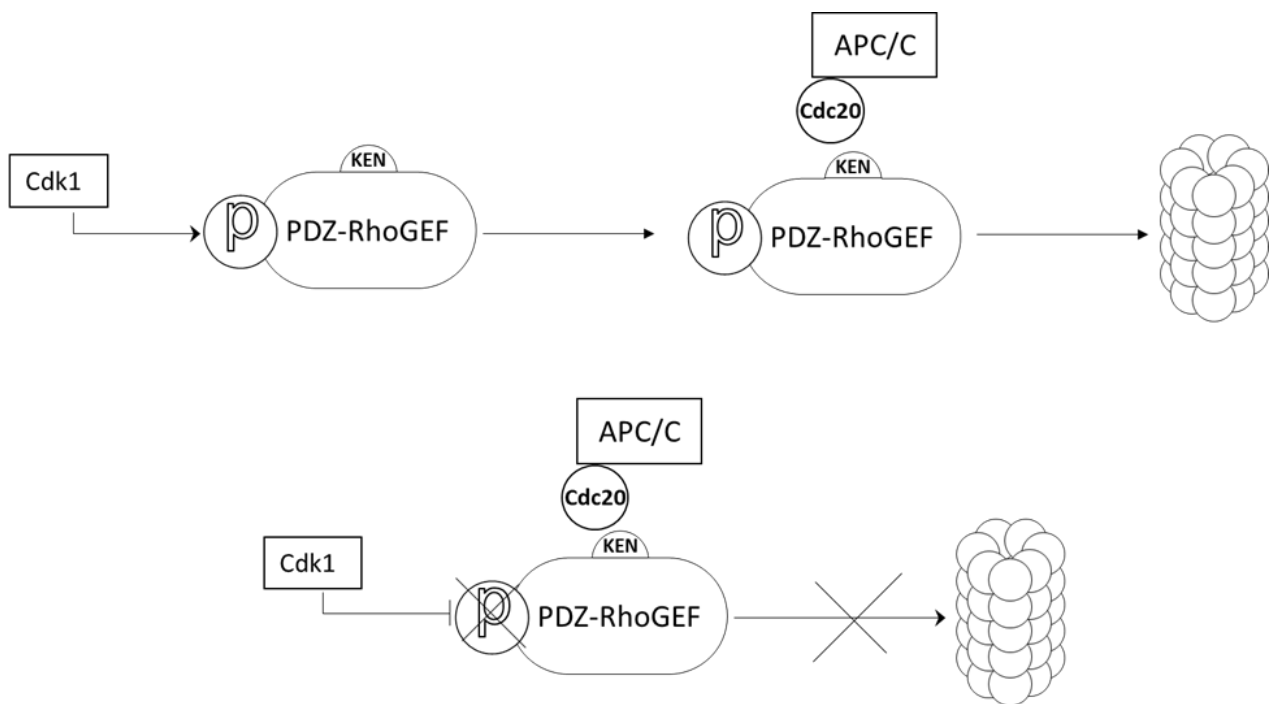 APC/C
Cdc20
KEN
KEN
Cdk1
P PDZ-RhoGEF
P PDZ-RhoGEF
APC/C
Cdc20
KEN
Cdk1
P PDZ-RhoGEF